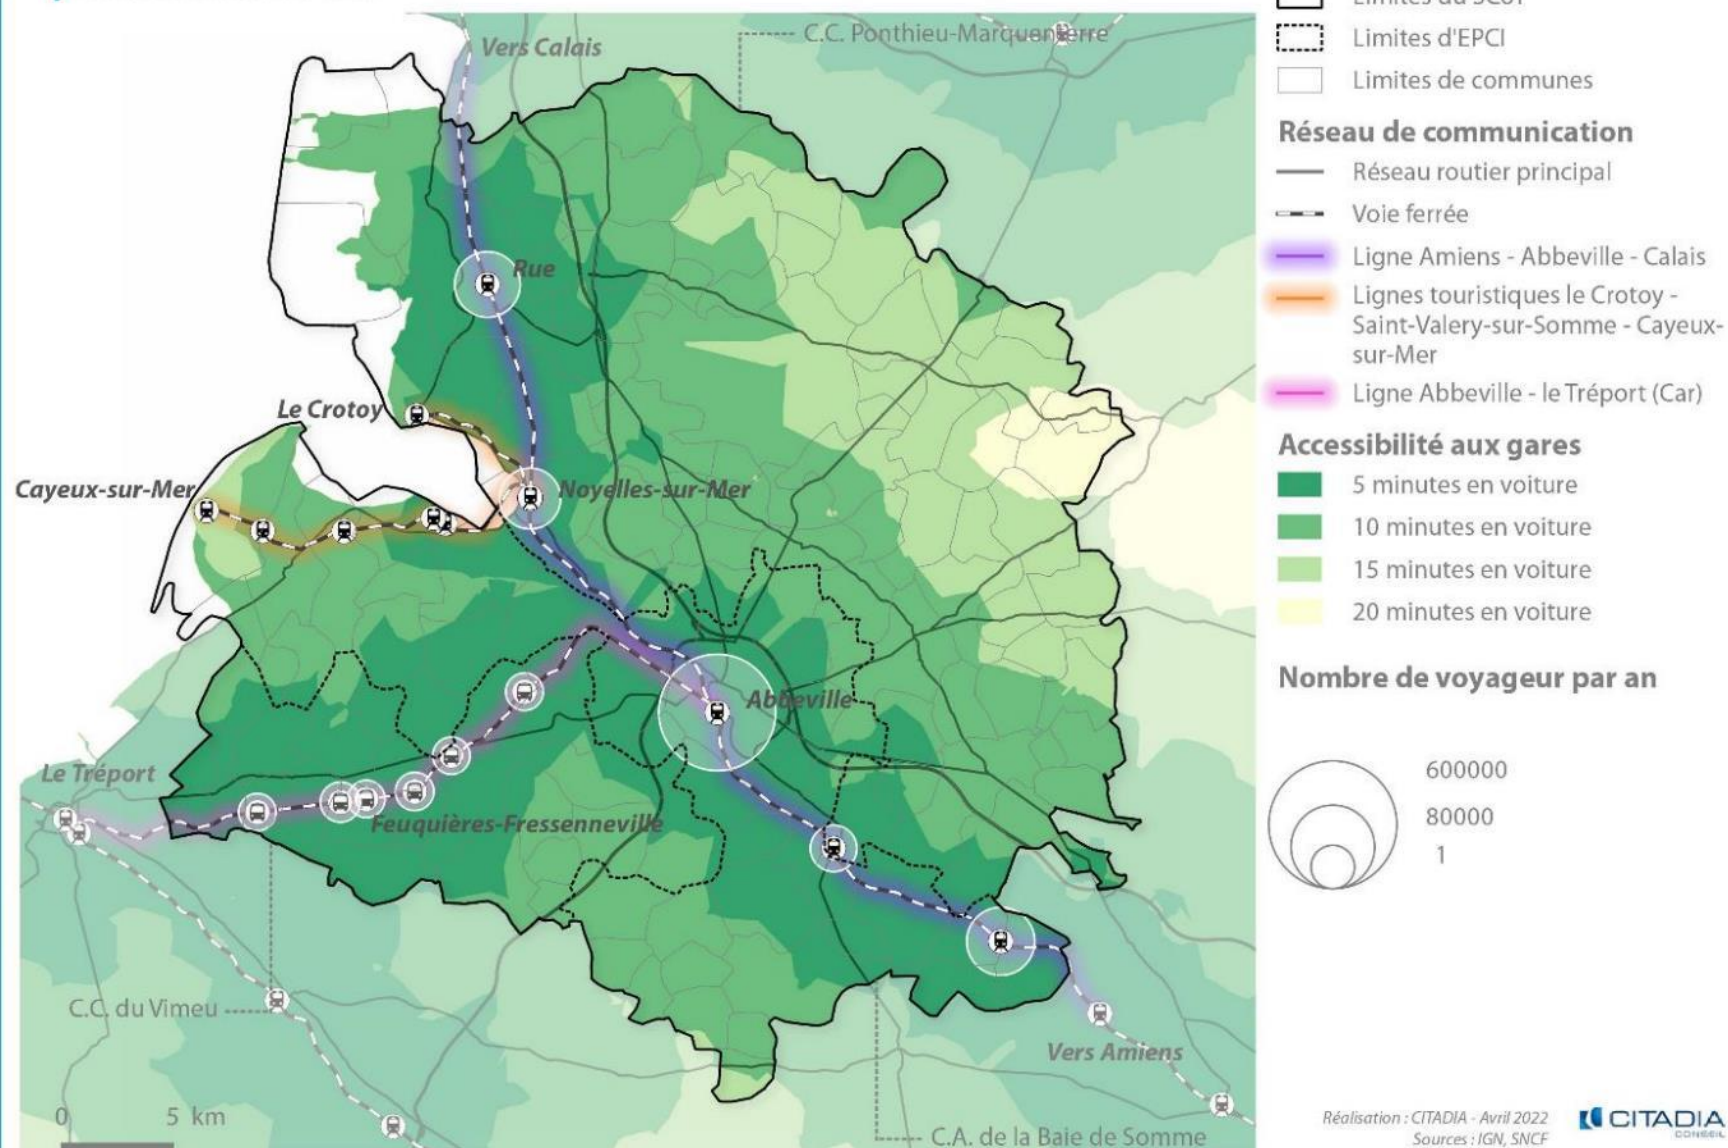 Vers Calais
C.C. Ponthieu-Marquenterre
Rue
Le Crotoy
Cayeux-sur-Mer
Noyelles-sur-Mer
Abbeville
Le Tréport
Feuquières-Fressenneville
C.C. du Vimeu
Vers Amiens
0 5 km
C.A. de la Baie de Somme
Limites du SCoT
Limites d'EPCI
Limites de communes
Réseau de communication
Réseau routier principal
Voie ferrée
Ligne Amiens - Abbeville - Calais
Lignes touristiques le Crotoy -
Saint-Valery-sur-Somme - Cayeux-
sur-Mer
Ligne Abbeville - le Tréport (Car)
Accessibilité aux gares
5 minutes en voiture
10 minutes en voiture
15 minutes en voiture
20 minutes en voiture
Nombre de voyageur par an
600000
80000
1
Réalisation : CITADIA - Avril 2022
Sources : IGN, SNCF
CITADIA
CONSEIL